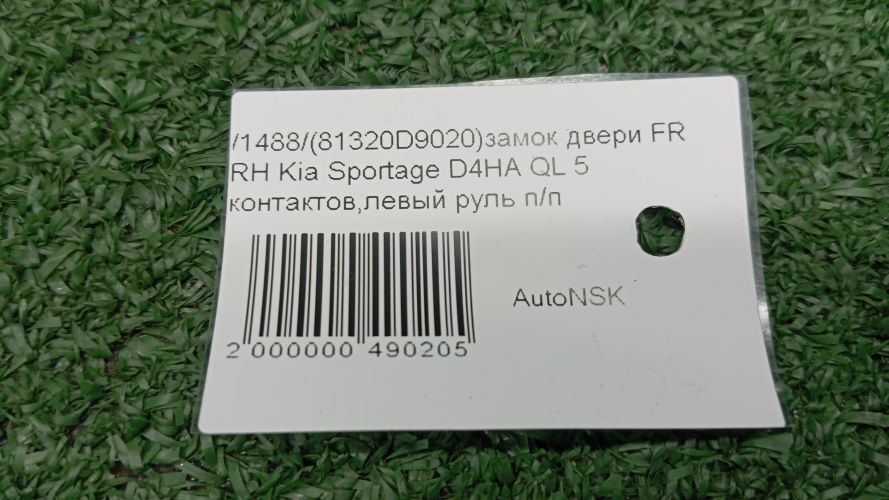 /1488/(81320D9020)замок двери FR
RH Kia Sportage D4HA QL 5
контактов,левый руль п/п
AutoNSK
2 000000 490205